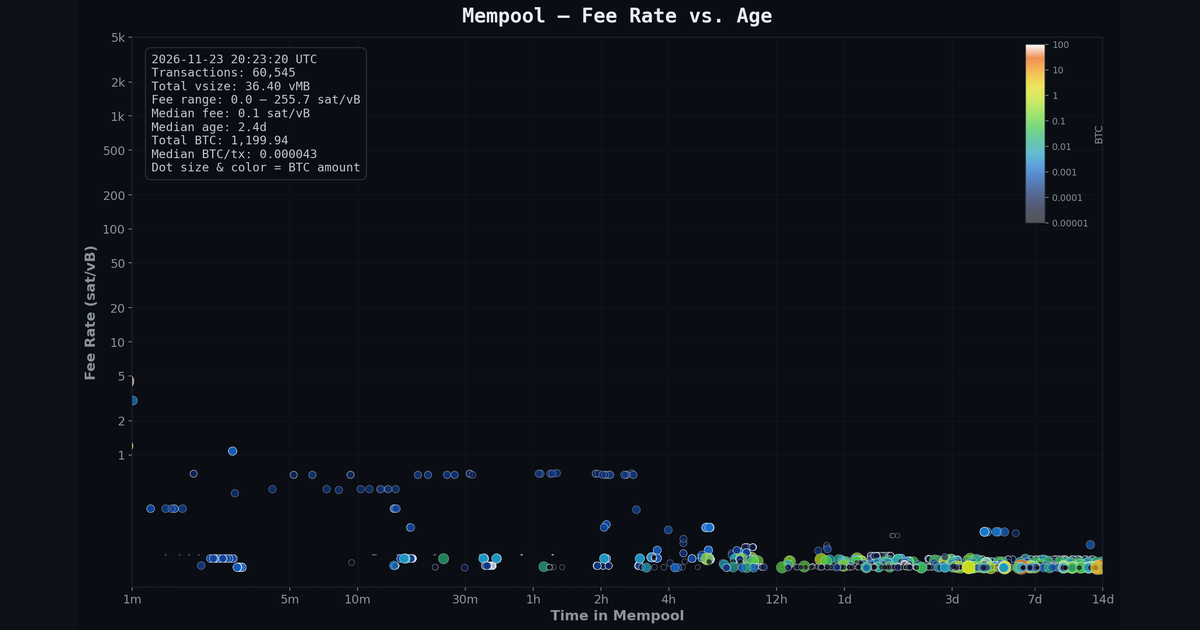 Mempool — Fee Rate vs. Age
2026-11-23 20:23:20 UTC
Transactions: 60,545
Total vsize: 36.40 vMB
Fee range: 0.0 — 255.7 sat/vB
Median fee: 0.1 sat/vB
Median age: 2.4d
Total BTC: 1,199.94
Median BTC/tx: 0.000043
Dot size & color = BTC amount
100
10
1
0.1
0.01
0.001
0.0001
0.00001
BTC
Fee Rate (sat/vB)
5k
2k
1k
500
200
100
50
20
10
5
2
1
1m 5m 10m 30m 1h 2h 4h 12h 1d 3d 7d 14d
Time in Mempool